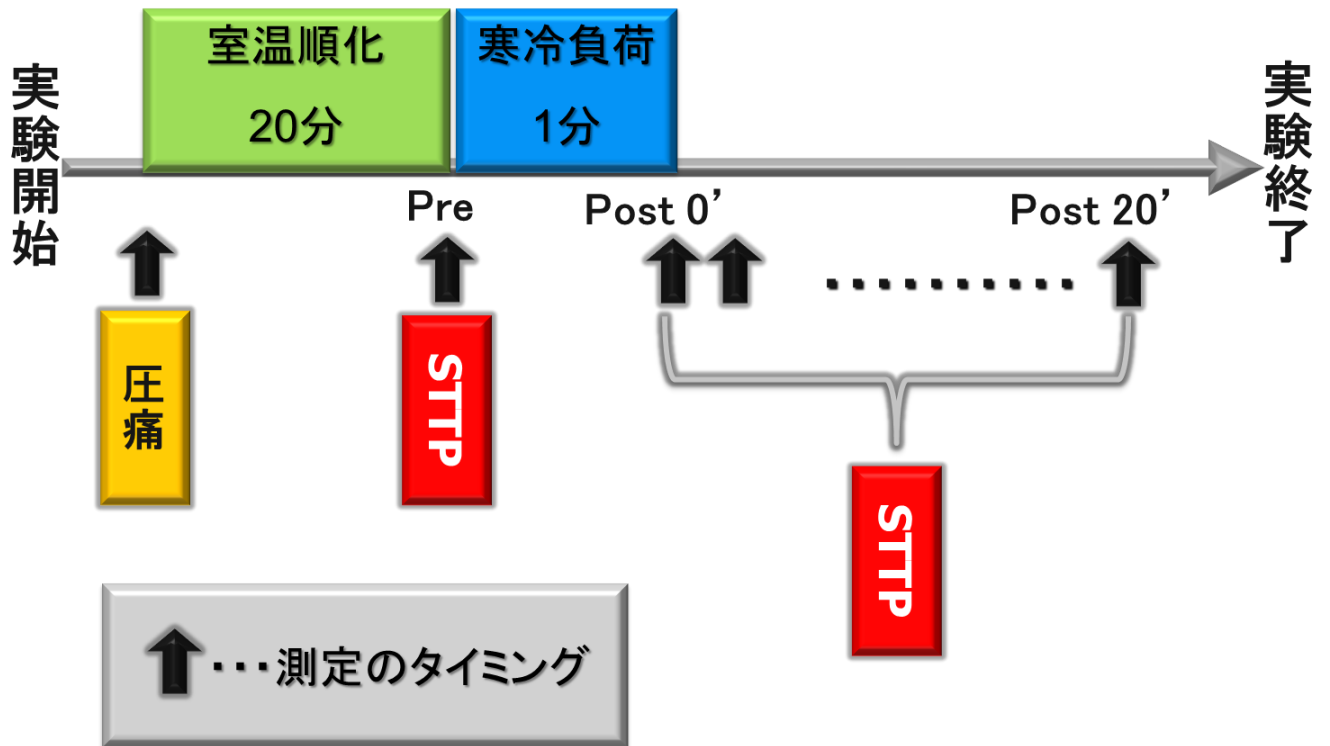 実験開始
室温順化
20分
寒冷負荷
1分
実験終了
Pre
Post 0’
Post 20’
圧痛
STTP
STTP
･･･測定のタイミング